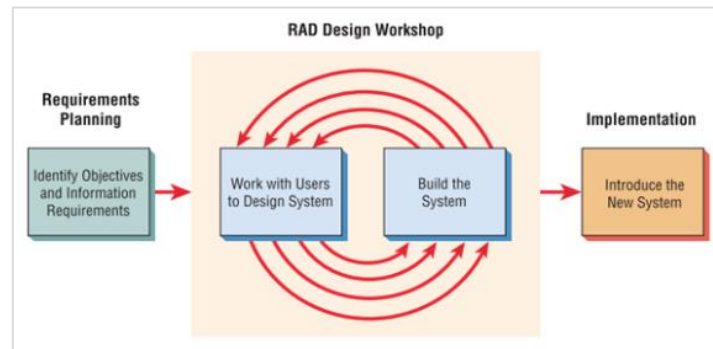 RAD Design Workshop
Requirements
Planning
Identify Objectives
and Information
Requirements
Work with Users
to Design System
Build the
System
Implementation
Introduce the
New System